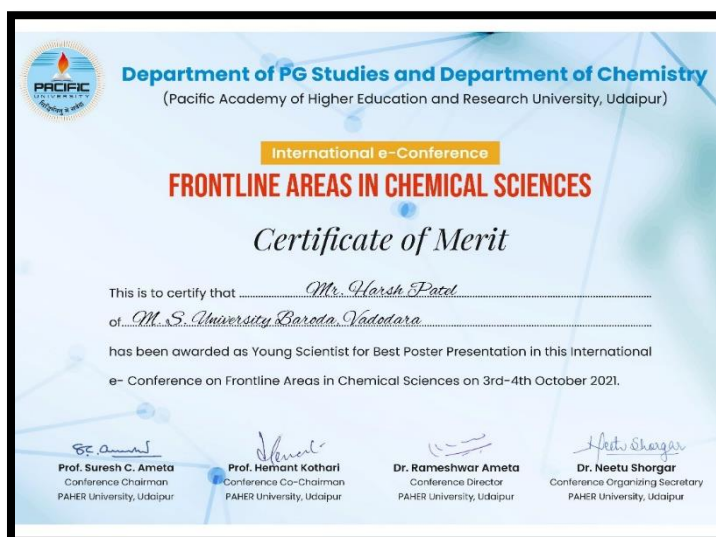 PACIFIC
UNIVERSITY
Department of PG Studies and Department of Chemistry
(Pacific Academy of Higher Education and Research University, Udaipur)
International e-Conference
FRONTLINE AREAS IN CHEMICAL SCIENCES
Certificate of Merit
This is to certify that Mr. Harsh Patel
of M. S. University Baroda, Vadodara
has been awarded as Young Scientist for Best Poster Presentation in this International
e- Conference on Frontline Areas in Chemical Sciences on 3rd-4th October 2021.
Neetu Shorgar
Prof. Suresh C. Ameta Prof. Hemant Kothari Dr. Rameshwar Ameta Dr. Neetu Shorgar
Conference Chairman Conference Co-Chairman Conference Director Conference Organizing Secretary
PAHER University, Udaipur PAHER University, Udaipur PAHER University, Udaipur PAHER University, Udaipur